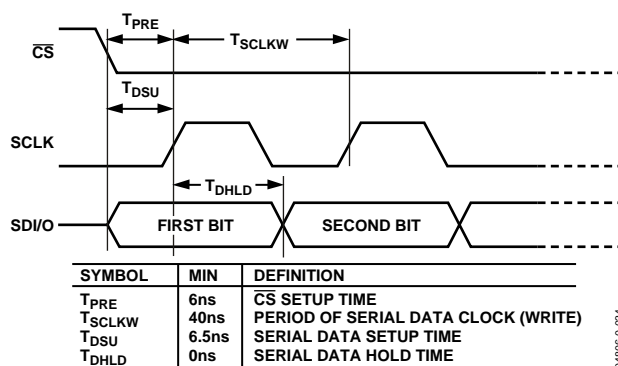 T_PRE
T_SCLKW
C̅S̅
T_DSU
SCLK
T_DHLD
SDI/O
FIRST BIT
SECOND BIT
SYMBOL MIN DEFINITION
T_PRE 6ns C̅S̅ SETUP TIME
T_SCLKW 40ns PERIOD OF SERIAL DATA CLOCK (WRITE)
T_DSU 6.5ns SERIAL DATA SETUP TIME
T_DHLD 0ns SERIAL DATA HOLD TIME